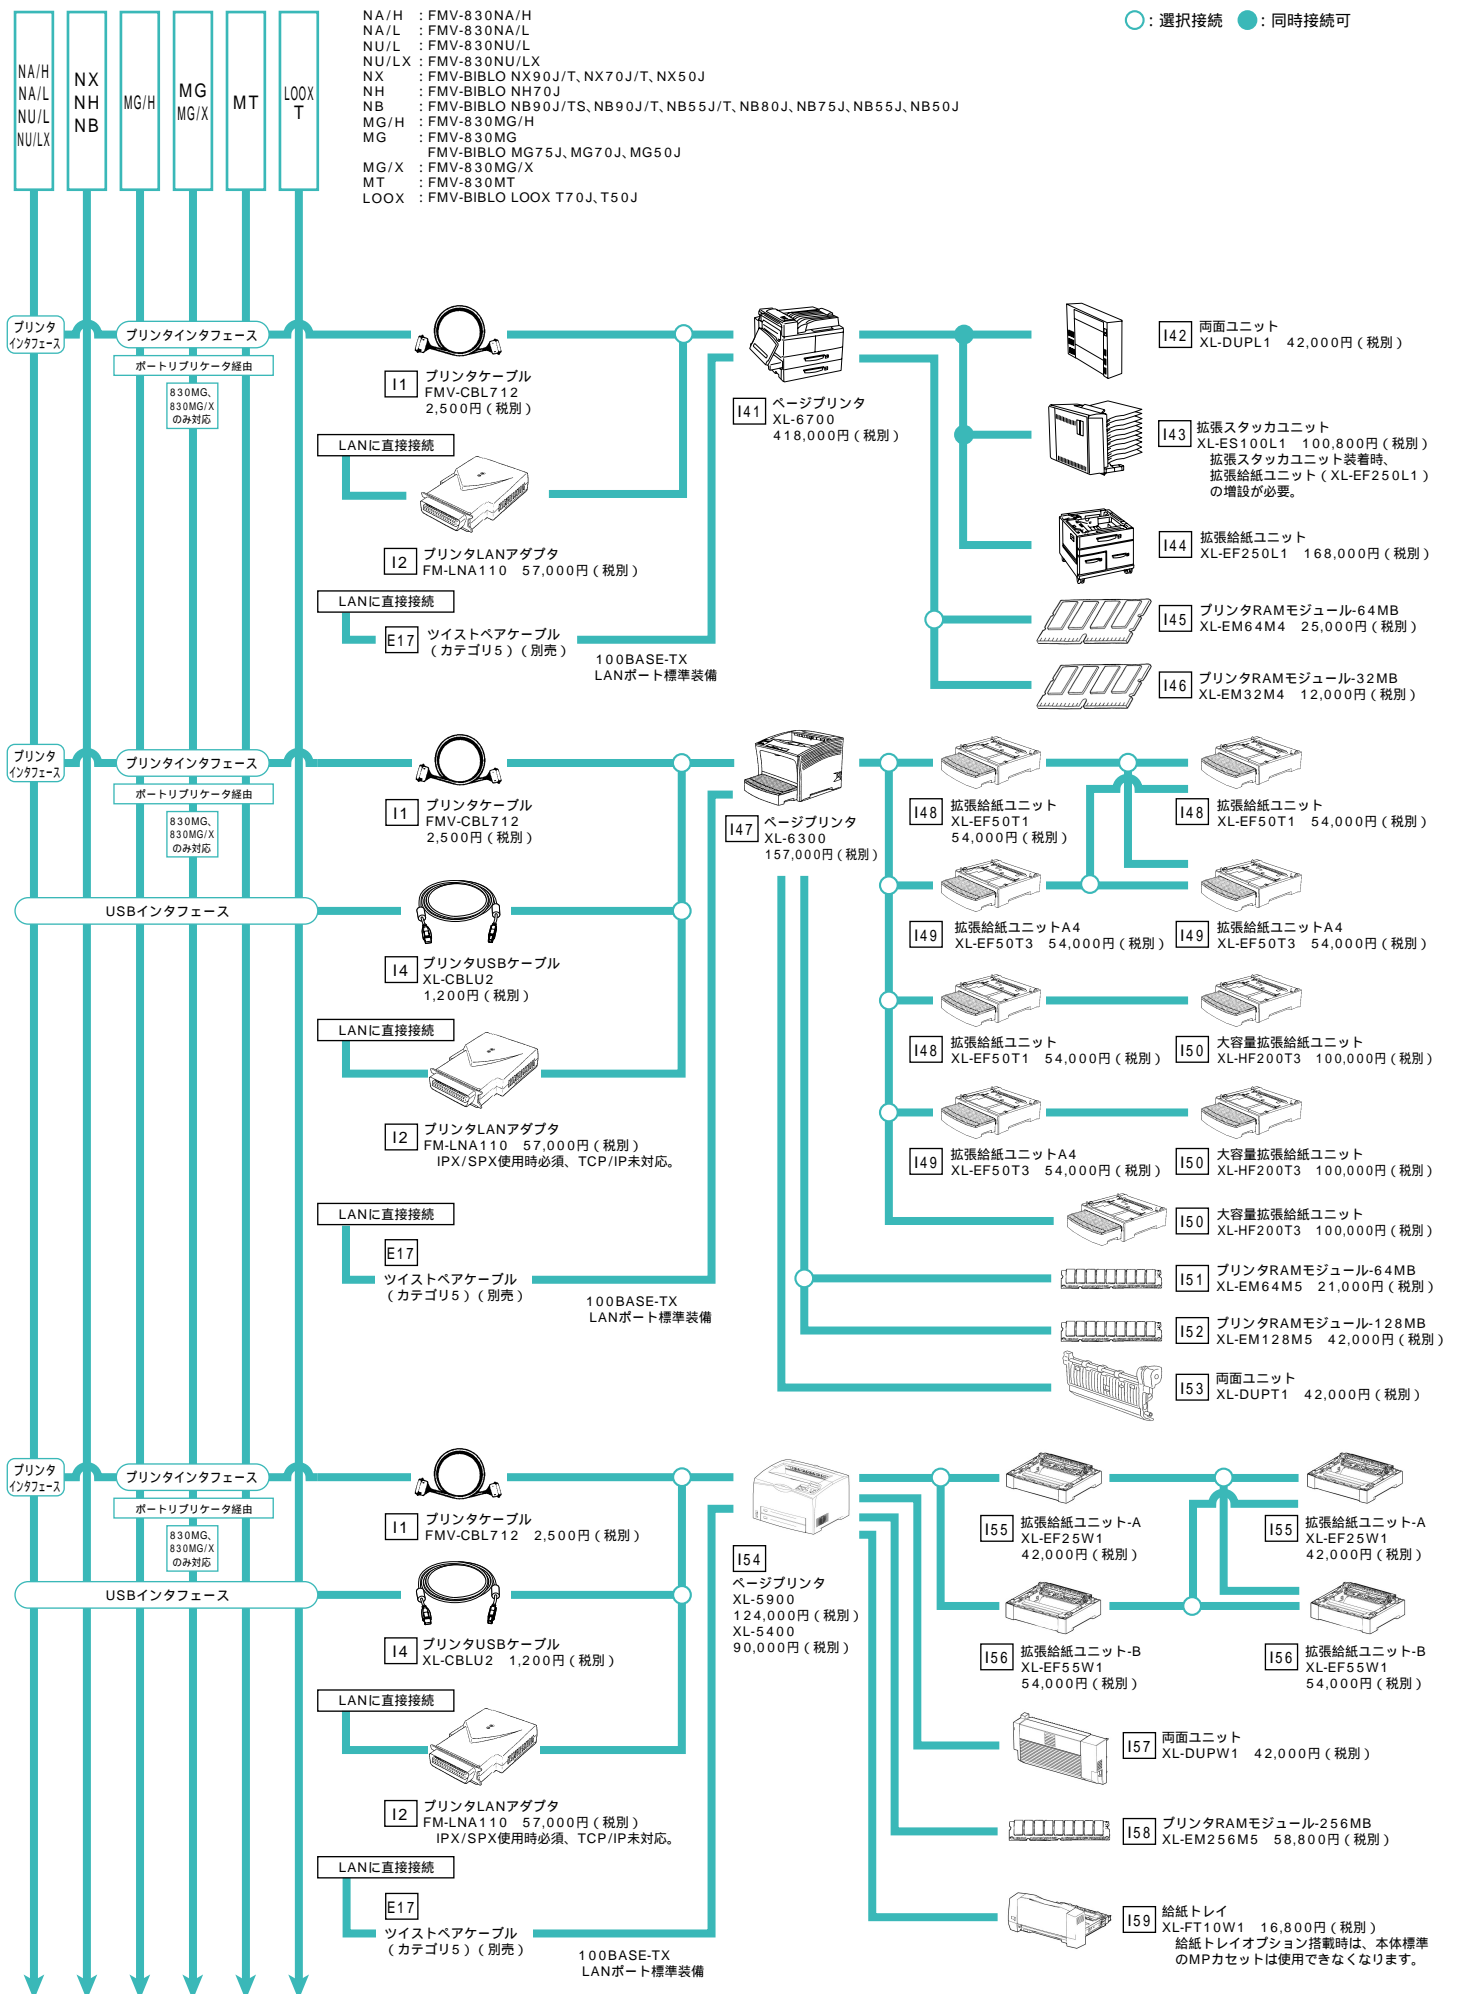 ○：選択接続 ●：同時接続可
NA/H
NA/L
NU/L
NU/LX
NX
NH
NB
MG/H
MG
MG/X
MT
LOOX
T
NA/H ：FMV-830NA/H
NA/L ：FMV-830NA/L
NU/L ：FMV-830NU/L
NU/LX：FMV-830NU/LX
NX ：FMV-BIBLO NX90J/T、NX70J/T、NX50J
NH ：FMV-BIBLO NH70J
NB ：FMV-BIBLO NB90J/TS、NB90J/T、NB55J/T、NB80J、NB75J、NB55J、NB50J
MG/H ：FMV-830MG/H
MG ：FMV-830MG
FMV-BIBLO MG75J、MG70J、MG50J
MG/X ：FMV-830MG/X
MT ：FMV-830MT
LOOX ：FMV-BIBLO LOOX T70J、T50J
プリンタ
インタフェース
プリンタインタフェース
ポートリプリケータ経由
830MG、
830MG/X
のみ対応
I1 プリンタケーブル
FMV-CBL712
2,500円（税別）
LANに直接接続
I2 プリンタLANアダプタ
FM-LNA110 57,000円（税別）
LANに直接接続
E17 ツイストペアケーブル
（カテゴリ5）（別売）
100BASE-TX
LANポート標準装備
I41 ページプリンタ
XL-6700
418,000円（税別）
I42 両面ユニット
XL-DUPL1 42,000円（税別）
I43 拡張スタッカユニット
XL-ES100L1 100,800円（税別）
拡張スタッカユニット装着時、
拡張給紙ユニット（XL-EF250L1）
の増設が必要。
I44 拡張給紙ユニット
XL-EF250L1 168,000円（税別）
I45 プリンタRAMモジュール-64MB
XL-EM64M4 25,000円（税別）
I46 プリンタRAMモジュール-32MB
XL-EM32M4 12,000円（税別）
プリンタ
インタフェース
プリンタインタフェース
ポートリプリケータ経由
830MG、
830MG/X
のみ対応
I1 プリンタケーブル
FMV-CBL712
2,500円（税別）
USBインタフェース
I4 プリンタUSBケーブル
XL-CBLU2
1,200円（税別）
LANに直接接続
I2 プリンタLANアダプタ
FM-LNA110 57,000円（税別）
IPX/SPX使用時必須、TCP/IP未対応。
LANに直接接続
E17
ツイストペアケーブル
（カテゴリ5）（別売）
100BASE-TX
LANポート標準装備
I47 ページプリンタ
XL-6300
157,000円（税別）
I48 拡張給紙ユニット
XL-EF50T1
54,000円（税別）
I48 拡張給紙ユニット
XL-EF50T1 54,000円（税別）
I49 拡張給紙ユニットA4
XL-EF50T3 54,000円（税別）
I49 拡張給紙ユニットA4
XL-EF50T3 54,000円（税別）
I48 拡張給紙ユニット
XL-EF50T1 54,000円（税別）
I50 大容量拡張給紙ユニット
XL-HF200T3 100,000円（税別）
I49 拡張給紙ユニットA4
XL-EF50T3 54,000円（税別）
I50 大容量拡張給紙ユニット
XL-HF200T3 100,000円（税別）
I50 大容量拡張給紙ユニット
XL-HF200T3 100,000円（税別）
I51 プリンタRAMモジュール-64MB
XL-EM64M5 21,000円（税別）
I52 プリンタRAMモジュール-128MB
XL-EM128M5 42,000円（税別）
I53 両面ユニット
XL-DUPT1 42,000円（税別）
プリンタ
インタフェース
プリンタインタフェース
ポートリプリケータ経由
830MG、
830MG/X
のみ対応
I1 プリンタケーブル
FMV-CBL712 2,500円（税別）
USBインタフェース
I4 プリンタUSBケーブル
XL-CBLU2 1,200円（税別）
LANに直接接続
I2 プリンタLANアダプタ
FM-LNA110 57,000円（税別）
IPX/SPX使用時必須、TCP/IP未対応。
LANに直接接続
E17
ツイストペアケーブル
（カテゴリ5）（別売）
100BASE-TX
LANポート標準装備
I54
ページプリンタ
XL-5900
124,000円（税別）
XL-5400
90,000円（税別）
I55 拡張給紙ユニット-A
XL-EF25W1
42,000円（税別）
I55 拡張給紙ユニット-A
XL-EF25W1
42,000円（税別）
I56 拡張給紙ユニット-B
XL-EF55W1
54,000円（税別）
I56 拡張給紙ユニット-B
XL-EF55W1
54,000円（税別）
I57 両面ユニット
XL-DUPW1 42,000円（税別）
I58 プリンタRAMモジュール-256MB
XL-EM256M5 58,800円（税別）
I59 給紙トレイ
XL-FT10W1 16,800円（税別）
給紙トレイオプション搭載時は、本体標準
のMPカセットは使用できなくなります。